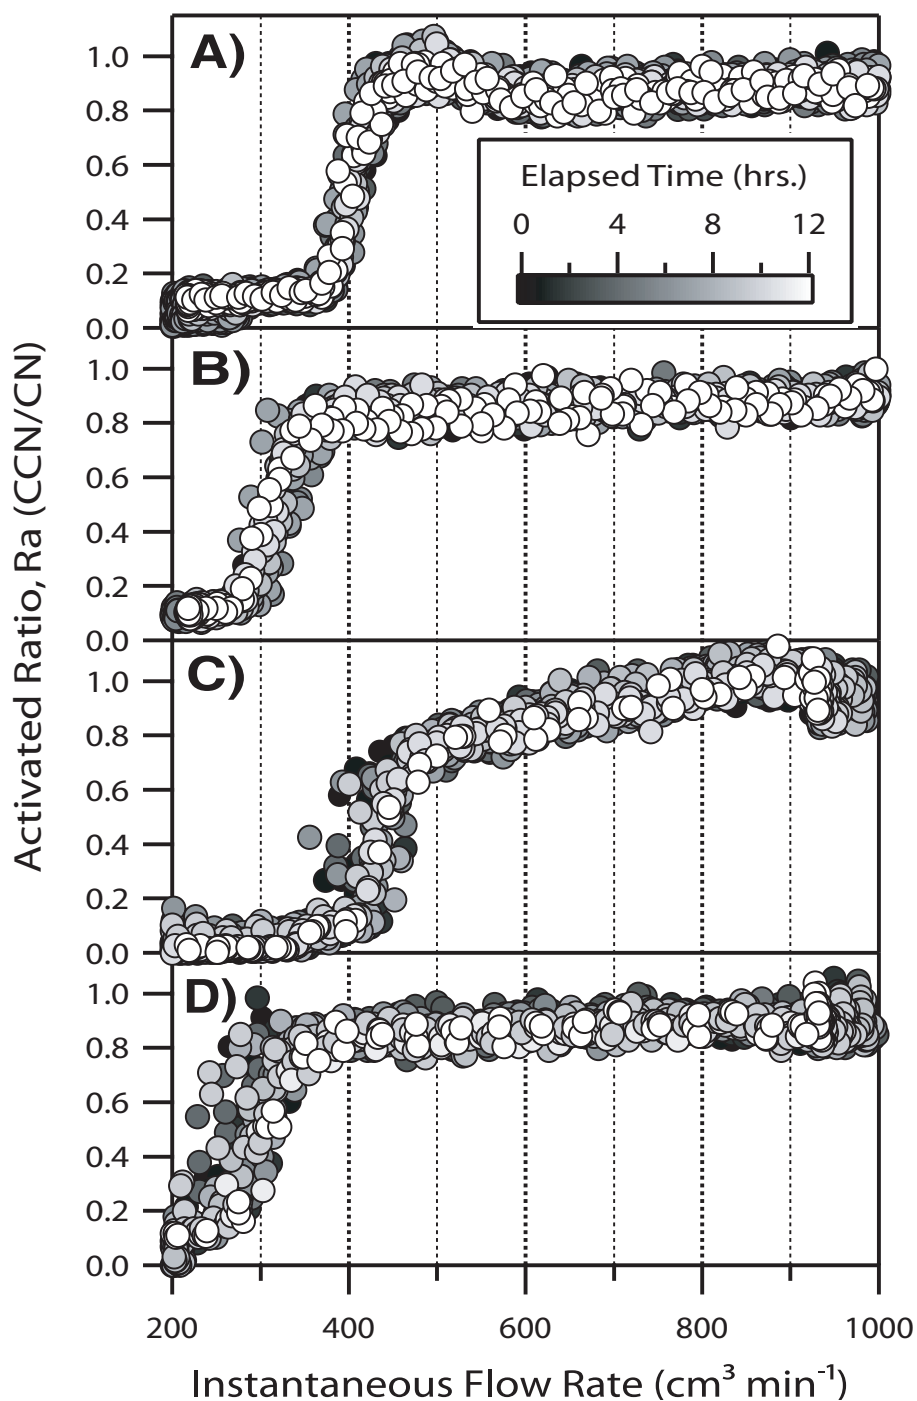 A)
1.0
0.8
0.6
0.4
0.2
0.0
Elapsed Time (hrs.)
0 4 8 12
B)
1.0
0.8
0.6
0.4
0.2
0.0
C)
1.0
0.8
0.6
0.4
0.2
0.0
D)
1.0
0.8
0.6
0.4
0.2
0.0
Activated Ratio, Ra (CCN/CN)
200 400 600 800 1000
Instantaneous Flow Rate (cm³ min⁻¹)